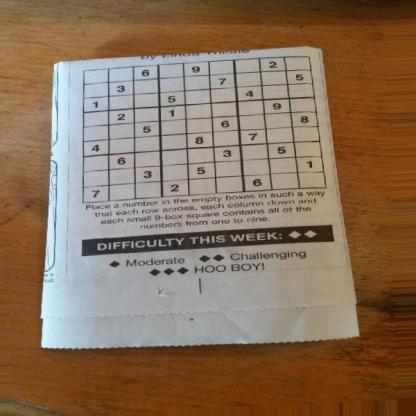 by Linda Thistle
6 9 2
3 7 5
1 5 4
2 1 9
5 6 8
4 8 7
6 3 5
3 5 1
7 2 6
Place a number in the empty boxes in such a way
that each row across, each column down and
each small 9-box square contains all of the
numbers from one to nine.
DIFFICULTY THIS WEEK: ◆◆
◆ Moderate ◆◆ Challenging
◆◆◆ HOO BOY!